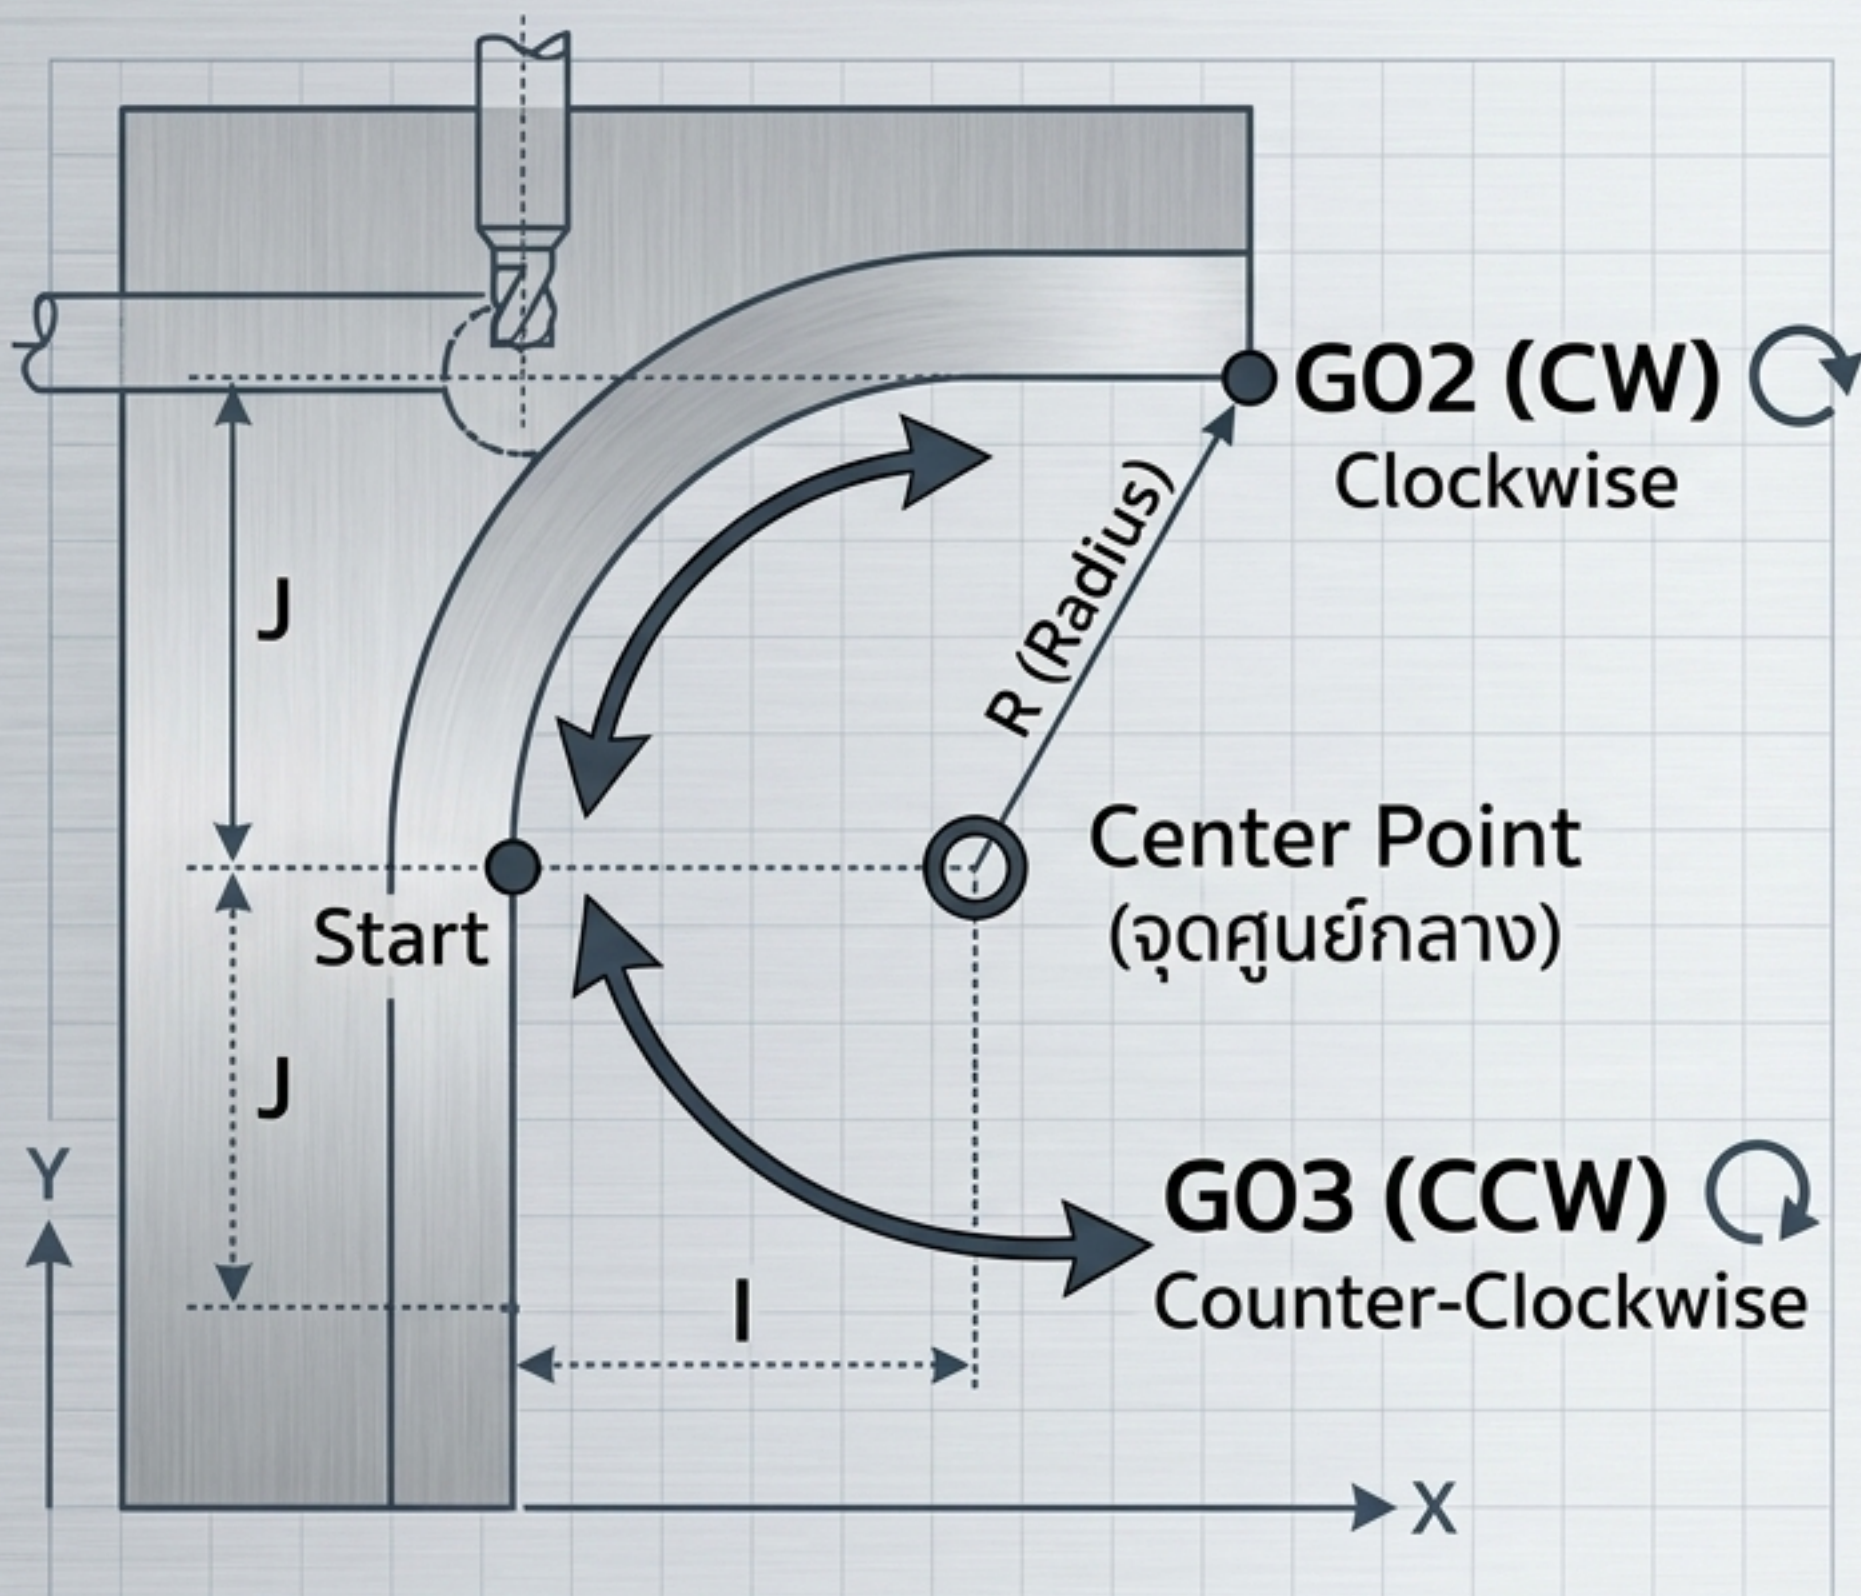 G02 (CW)
Clockwise
R (Radius)
J
Center Point
(จุดศูนย์กลาง)
Start
J
Y
G03 (CCW)
Counter-Clockwise
I
X